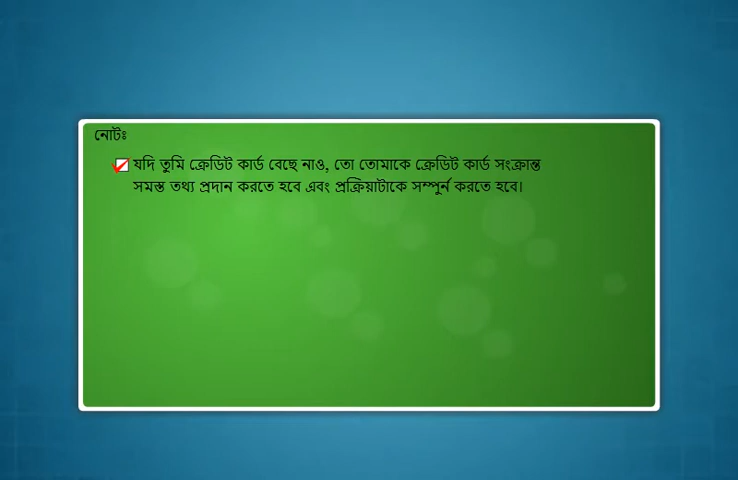 নোটঃ
যদি তুমি ক্রেডিট কার্ড বেছে নাও, তো তোমাকে ক্রেডিট কার্ড সংক্রান্ত
সমস্ত তথ্য প্রদান করতে হবে এবং প্রক্রিয়াটাকে সম্পুর্ন করতে হবে।